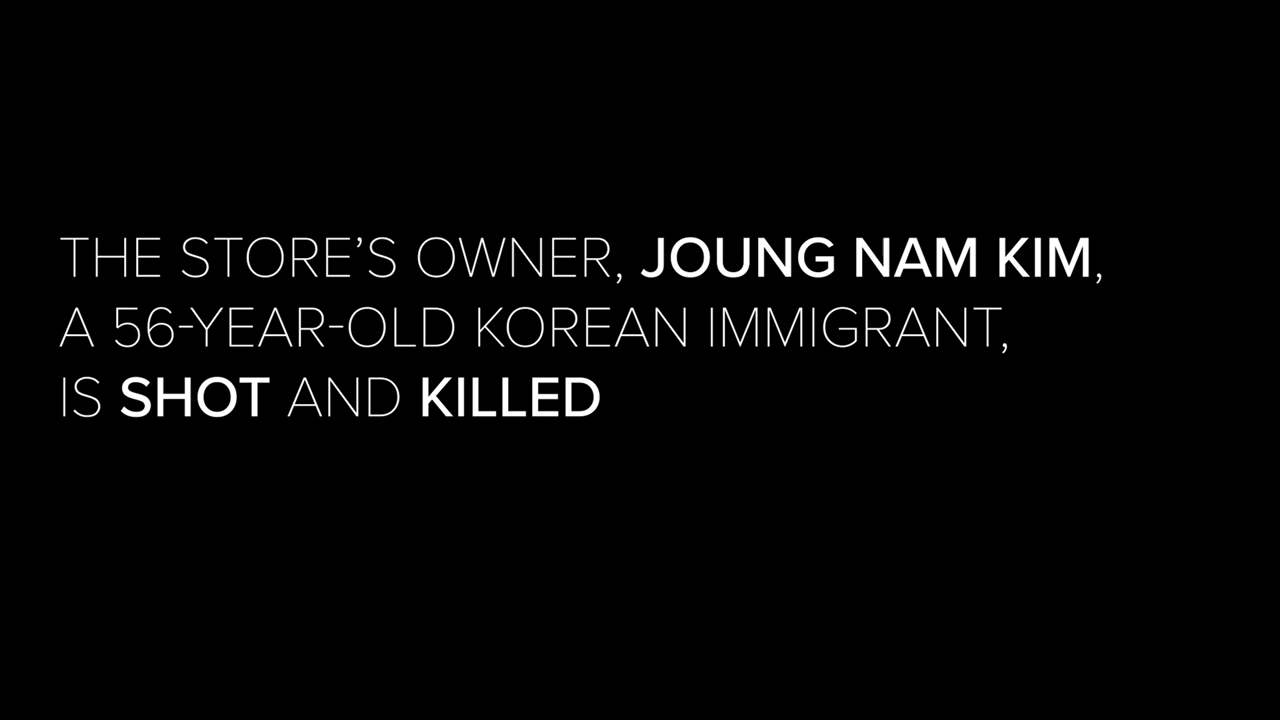 THE STORE’S OWNER, JOUNG NAM KIM,
A 56-YEAR-OLD KOREAN IMMIGRANT,
IS SHOT AND KILLED